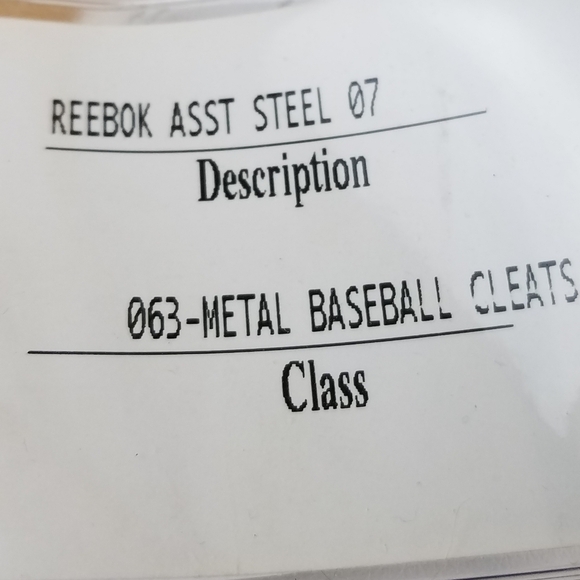 REEBOK ASST STEEL 07
Description
063-METAL BASEBALL CLEATS
Class